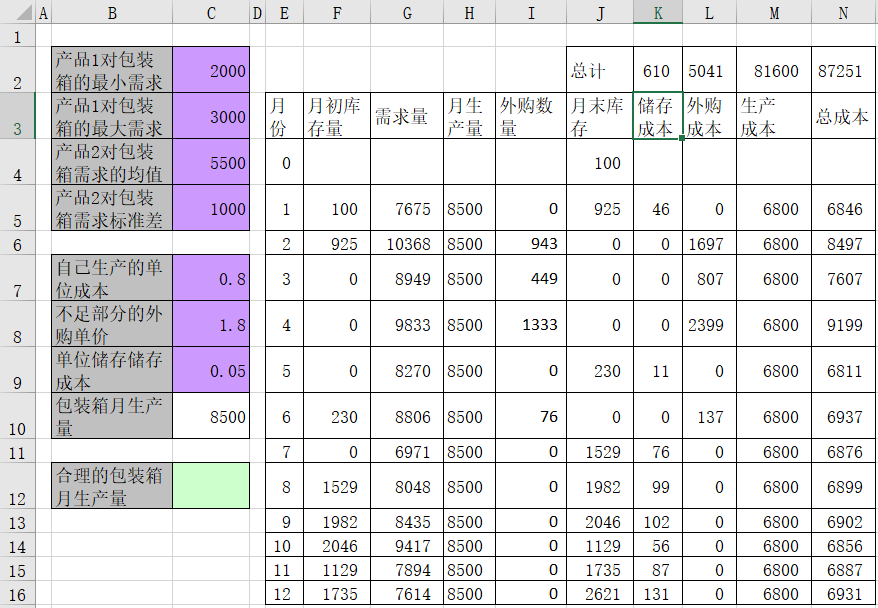 A B C D E F G H I J K L M N
1
2 产品1对包装 2000 总计 610 5041 81600 87251
箱的最小需求
3 产品1对包装 3000 月 月初库 需求量 月生 外购数 月末库 储存 外购 生产 总成本
箱的最大需求 份 存量 产量 量 存 成本 成本 成本
4 产品2对包装 5500 0 100
箱需求的均值
5 产品2对包装 1000 1 100 7675 8500 0 925 46 0 6800 6846
箱需求标准差
6 2 925 10368 8500 943 0 0 1697 6800 8497
7 自己生产的单 0.8 3 0 8949 8500 449 0 0 807 6800 7607
位成本
8 不足部分的外 1.8 4 0 9833 8500 1333 0 0 2399 6800 9199
购单价
9 单位储存储存 0.05 5 0 8270 8500 0 230 11 0 6800 6811
成本
10 包装箱月生产 8500 6 230 8806 8500 76 0 0 137 6800 6937
量
11 7 0 6971 8500 0 1529 76 0 6800 6876
12 合理的包装箱 8 1529 8048 8500 0 1982 99 0 6800 6899
月生产量
13 9 1982 8435 8500 0 2046 102 0 6800 6902
14 10 2046 9417 8500 0 1129 56 0 6800 6856
15 11 1129 7894 8500 0 1735 87 0 6800 6887
16 12 1735 7614 8500 0 2621 131 0 6800 6931